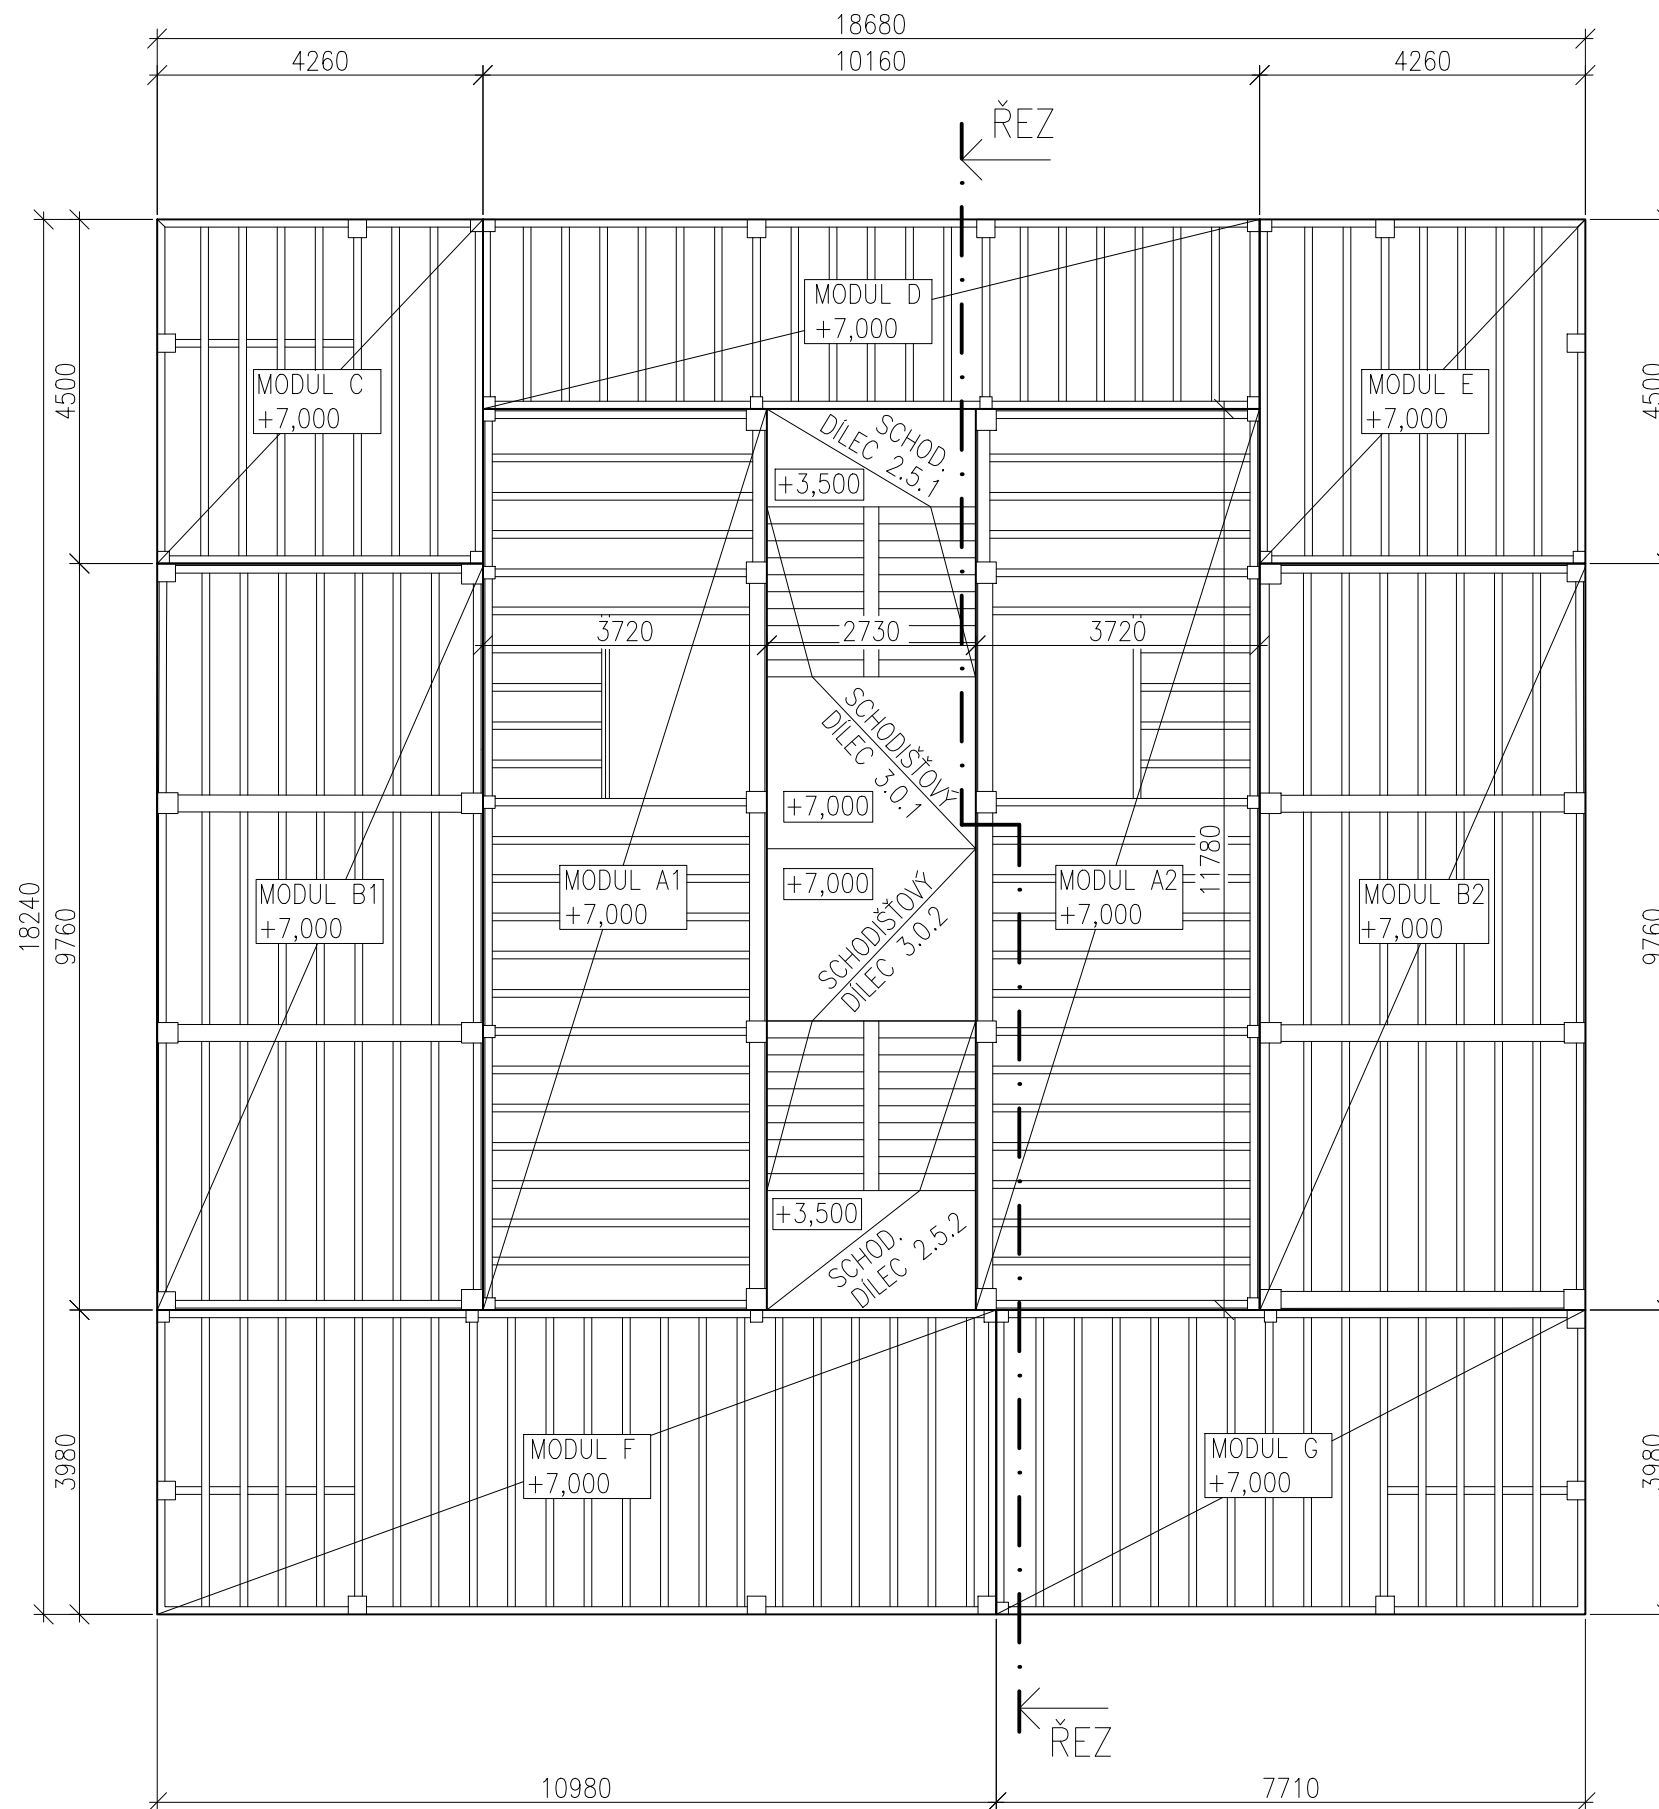 18680
4260
10160
4260
ŘEZ
MODUL D
+7,000
MODUL C
+7,000
MODUL E
+7,000
4500
4500
SCHOD.
DÍLEC 2.5.1
+3,500
3720
2730
3720
SCHODIŠŤOVÝ
DÍLEC 3.0.1
+7,000
+7,000
SCHODIŠŤOVÝ
DÍLEC 3.0.2
MODUL B1
+7,000
MODUL A1
+7,000
MODUL A2
+7,000
11780
MODUL B2
+7,000
18240
9760
9760
+3,500
SCHOD.
DÍLEC 2.5.2
MODUL F
+7,000
MODUL G
+7,000
3980
3980
ŘEZ
10980
7710